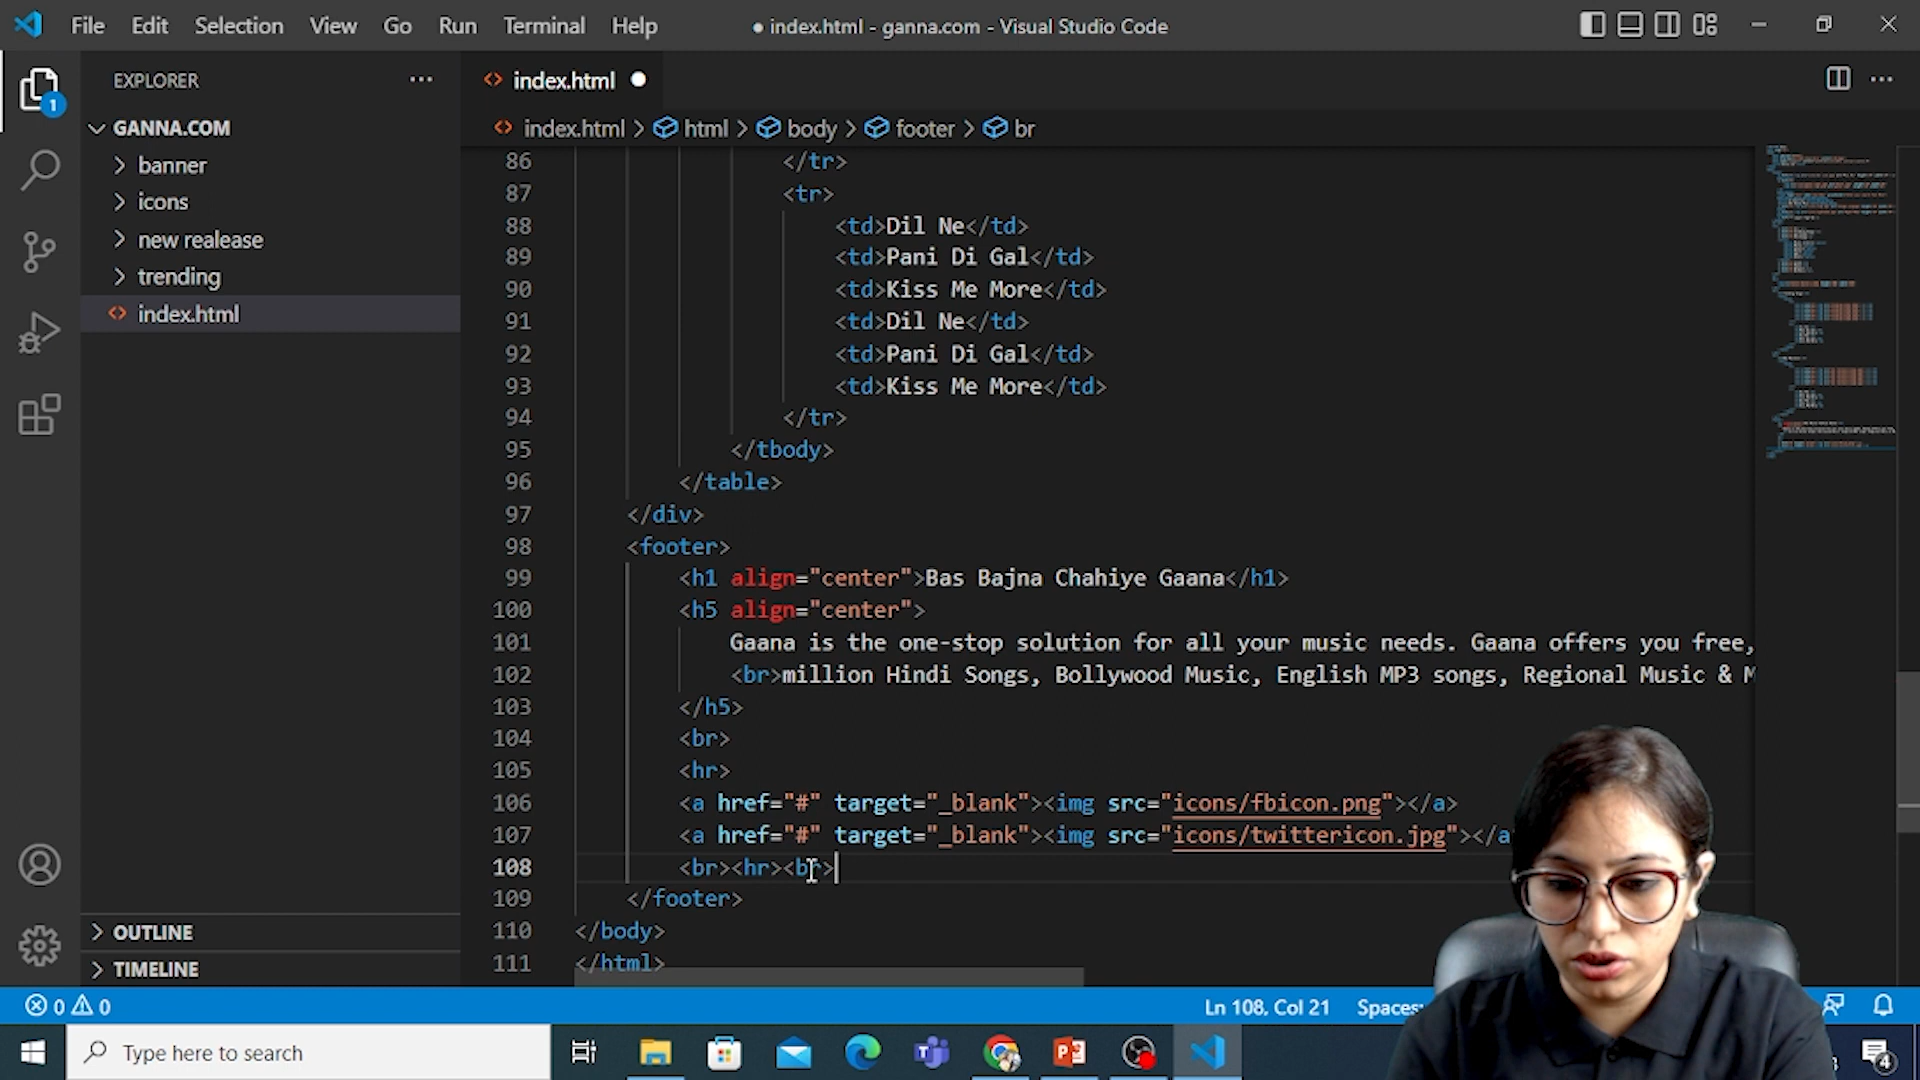 File Edit Selection View Go Run Terminal Help
● index.html - ganna.com - Visual Studio Code
EXPLORER
index.html
1
GANNA.COM
banner
icons
new realease
trending
index.html
OUTLINE
TIMELINE
index.html > html > body > footer > br
86 </tr>
87 <tr>
88 <td>Dil Ne</td>
89 <td>Pani Di Gal</td>
90 <td>Kiss Me More</td>
91 <td>Dil Ne</td>
92 <td>Pani Di Gal</td>
93 <td>Kiss Me More</td>
94 </tr>
95 </tbody>
96 </table>
97 </div>
98 <footer>
99 <h1 align="center">Bas Bajna Chahiye Gaana</h1>
100 <h5 align="center">
101 Gaana is the one-stop solution for all your music needs. Gaana offers you free,
102 <br>million Hindi Songs, Bollywood Music, English MP3 songs, Regional Music & M
103 </h5>
104 <br>
105 <hr>
106 <a href="#" target="_blank"><img src="icons/fbicon.png"></a>
107 <a href="#" target="_blank"><img src="icons/twittericon.jpg"></a
108 <br><hr><br>
109 </footer>
110 </body>
111 </html>
0 0
Ln 108, Col 21 Spaces:
Type here to search
4